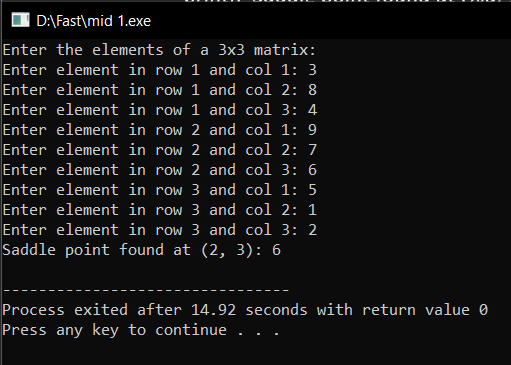 D:\Fast\mid 1.exe
Enter the elements of a 3x3 matrix:
Enter element in row 1 and col 1: 3
Enter element in row 1 and col 2: 8
Enter element in row 1 and col 3: 4
Enter element in row 2 and col 1: 9
Enter element in row 2 and col 2: 7
Enter element in row 2 and col 3: 6
Enter element in row 3 and col 1: 5
Enter element in row 3 and col 2: 1
Enter element in row 3 and col 3: 2
Saddle point found at (2, 3): 6
--------------------------------
Process exited after 14.92 seconds with return value 0
Press any key to continue . . .